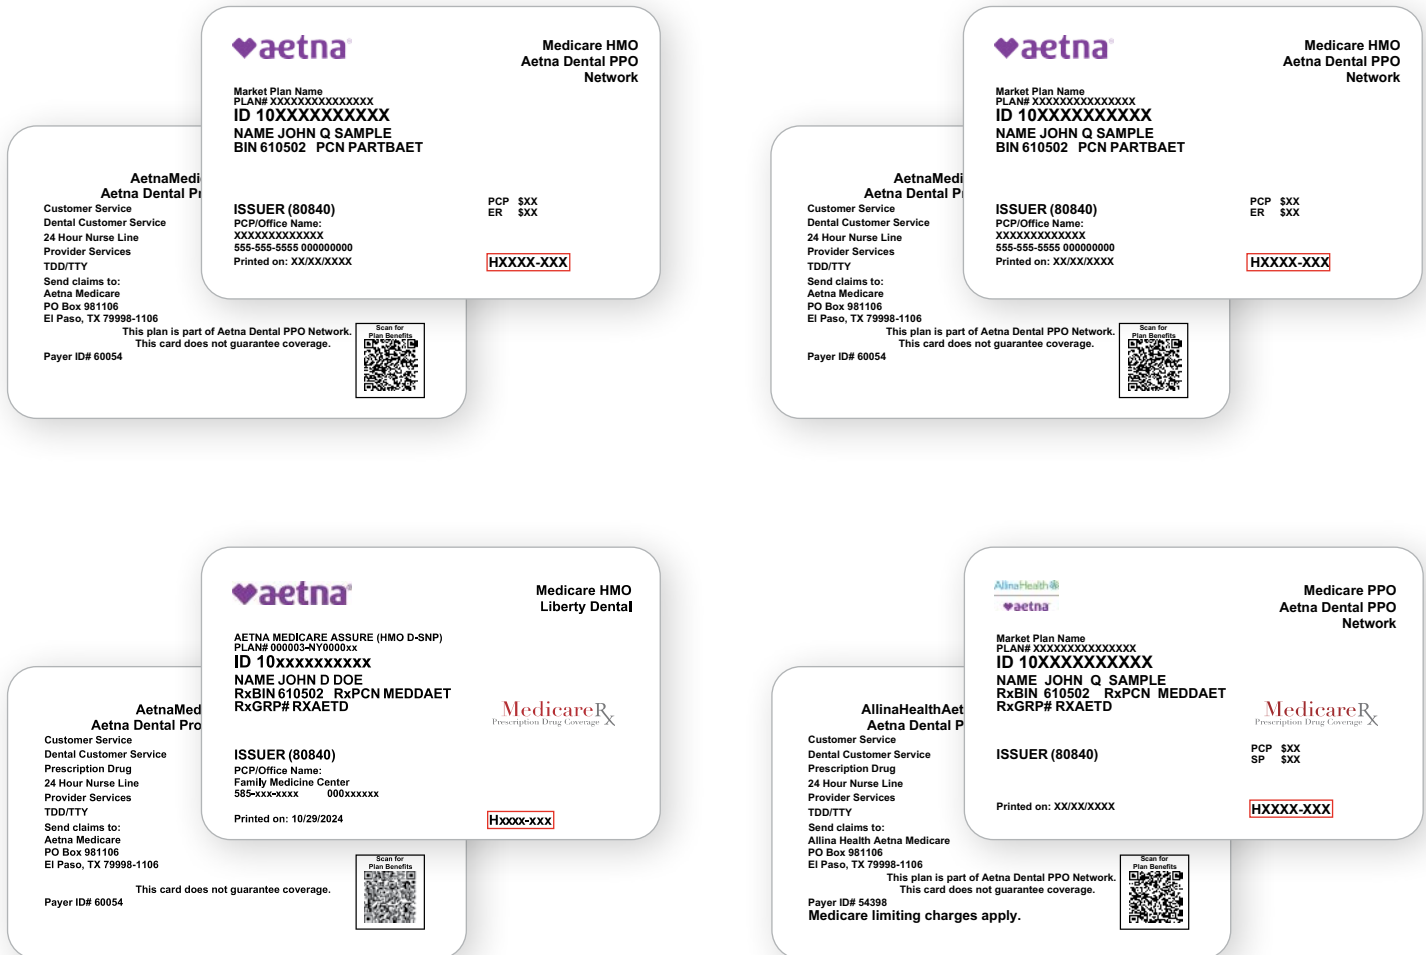 aetna
Medicare HMO
Aetna Dental PPO
Network
Market Plan Name
PLAN# XXXXXXXXXXXXXXX
ID 10XXXXXXXXXX
NAME JOHN Q SAMPLE
BIN 610502 PCN PARTBAET
PCP $XX
ER $XX
ISSUER (80840)
PCP/Office Name:
XXXXXXXXXXXXX
555-555-5555 000000000
Printed on: XX/XX/XXXX
HXXXX-XXX
AetnaMedi
Aetna Dental Pr
Customer Service
Dental Customer Service
24 Hour Nurse Line
Provider Services
TDD/TTY
Send claims to:
Aetna Medicare
PO Box 981106
El Paso, TX 79998-1106
This plan is part of Aetna Dental PPO Network.
This card does not guarantee coverage.
Payer ID# 60054
Scan for
Plan Benefits
aetna
Medicare HMO
Aetna Dental PPO
Network
Market Plan Name
PLAN# XXXXXXXXXXXXXXX
ID 10XXXXXXXXXX
NAME JOHN Q SAMPLE
BIN 610502 PCN PARTBAET
PCP $XX
ER $XX
ISSUER (80840)
PCP/Office Name:
XXXXXXXXXXXXX
555-555-5555 000000000
Printed on: XX/XX/XXXX
HXXXX-XXX
AetnaMedi
Aetna Dental P
Customer Service
Dental Customer Service
24 Hour Nurse Line
Provider Services
TDD/TTY
Send claims to:
Aetna Medicare
PO Box 981106
El Paso, TX 79998-1106
This plan is part of Aetna Dental PPO Network.
This card does not guarantee coverage.
Payer ID# 60054
Scan for
Plan Benefits
aetna
Medicare HMO
Liberty Dental
AETNA MEDICARE ASSURE (HMO D-SNP)
PLAN# 000003-NY0000xx
ID 10xxxxxxxxxx
NAME JOHN D DOE
RxBIN 610502 RxPCN MEDDAET
RxGRP# RXAETD
MedicareRx
Prescription Drug Coverage
ISSUER (80840)
PCP/Office Name:
Family Medicine Center
585-xxx-xxxx 000xxxxxx
Printed on: 10/29/2024
Hxxxx-xxx
AetnaMed
Aetna Dental Pro
Customer Service
Dental Customer Service
Prescription Drug
24 Hour Nurse Line
Provider Services
TDD/TTY
Send claims to:
Aetna Medicare
PO Box 981106
El Paso, TX 79998-1106
This card does not guarantee coverage.
Payer ID# 60054
Scan for
Plan Benefits
AllinaHealth
aetna
Medicare PPO
Aetna Dental PPO
Network
Market Plan Name
PLAN# XXXXXXXXXXXXXXX
ID 10XXXXXXXXXX
NAME JOHN Q SAMPLE
RxBIN 610502 RxPCN MEDDAET
RxGRP# RXAETD
MedicareRx
Prescription Drug Coverage
ISSUER (80840)
PCP $XX
SP $XX
Printed on: XX/XX/XXXX
HXXXX-XXX
AllinaHealthAet
Aetna Dental P
Customer Service
Dental Customer Service
Prescription Drug
24 Hour Nurse Line
Provider Services
TDD/TTY
Send claims to:
Allina Health Aetna Medicare
PO Box 981106
El Paso, TX 79998-1106
This plan is part of Aetna Dental PPO Network.
This card does not guarantee coverage.
Payer ID# 54398
Medicare limiting charges apply.
Scan for
Plan Benefits